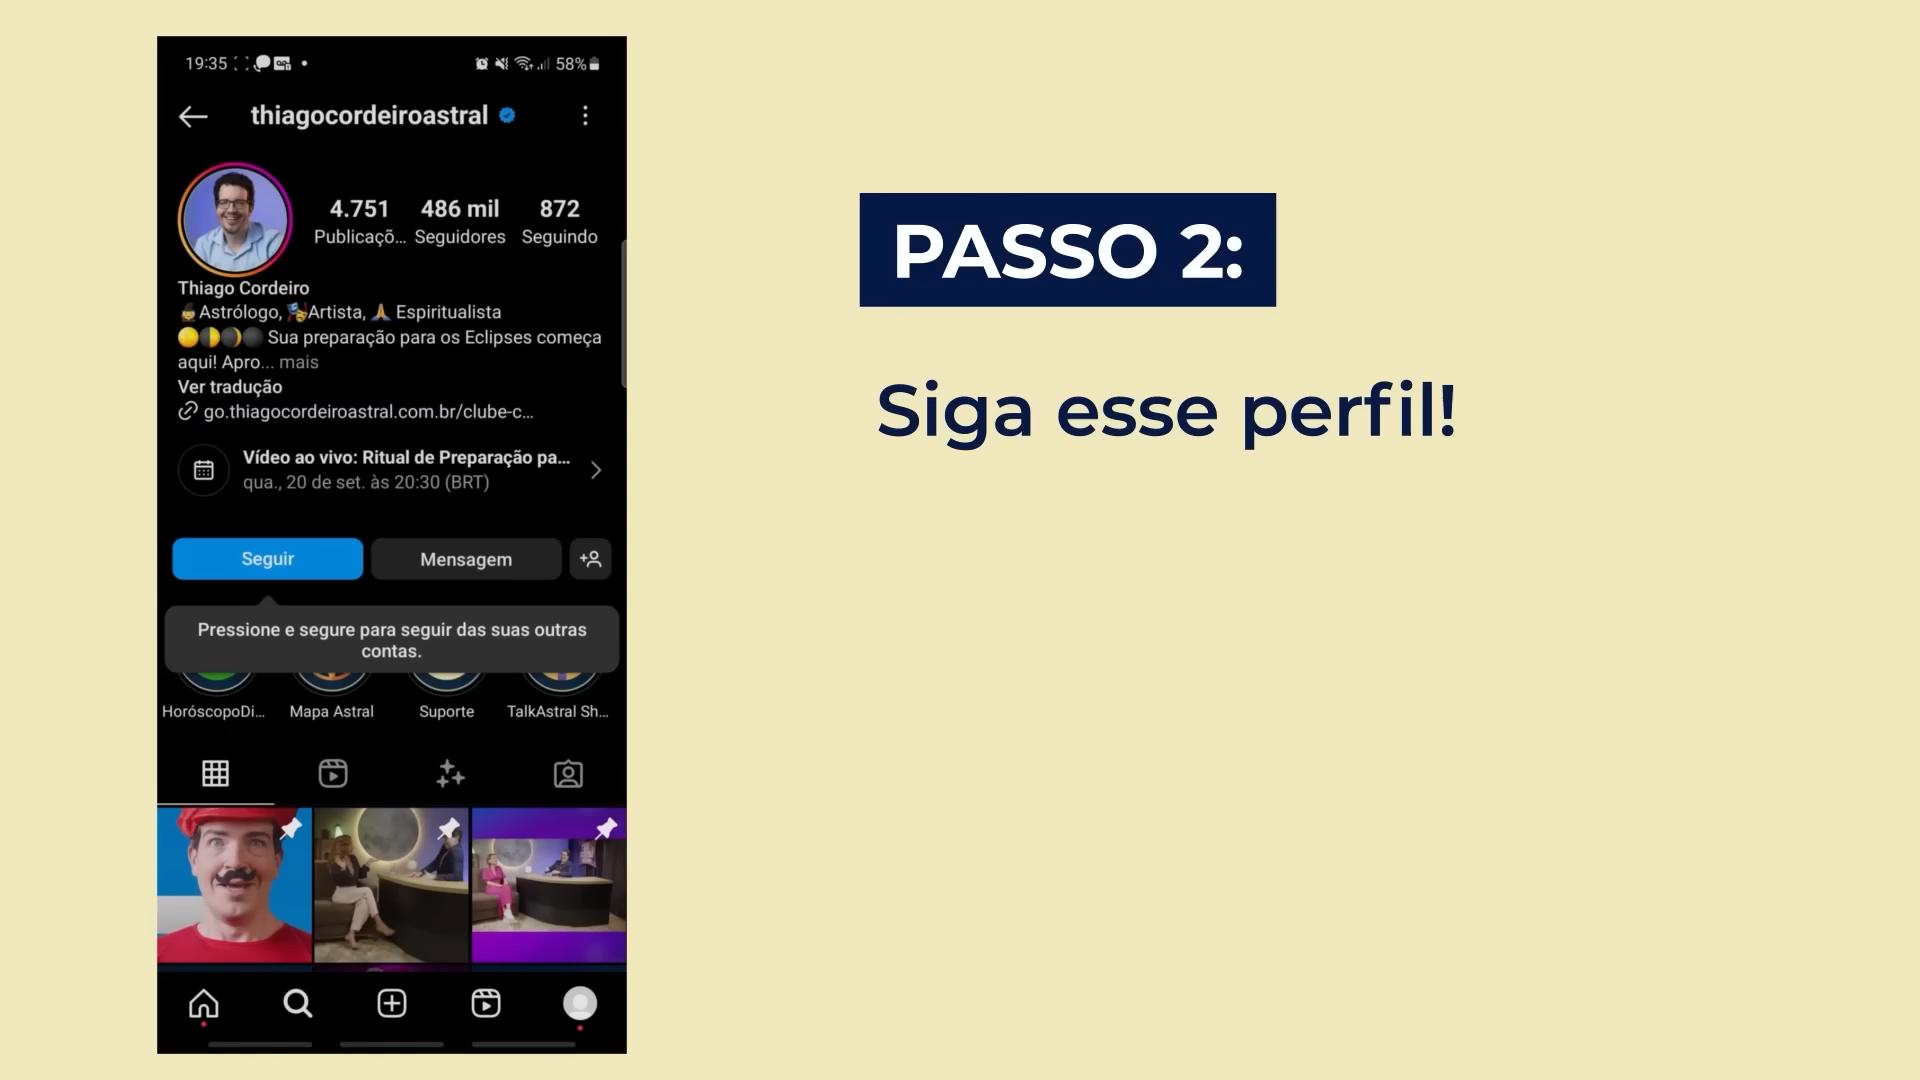 19:35
58%
thiagocordeiroastral
4.751 486 mil 872
Publicaçõ... Seguidores Seguindo
Thiago Cordeiro
Astrólogo, Artista, Espiritualista
Sua preparação para os Eclipses começa
aqui! Apro... mais
Ver tradução
go.thiagocordeiroastral.com.br/clube-c...
Vídeo ao vivo: Ritual de Preparação pa...
qua., 20 de set. às 20:30 (BRT)
Seguir Mensagem
Pressione e segure para seguir das suas outras
contas.
HoróscopoDi... Mapa Astral Suporte TalkAstral Sh...
PASSO 2:
Siga esse perfil!